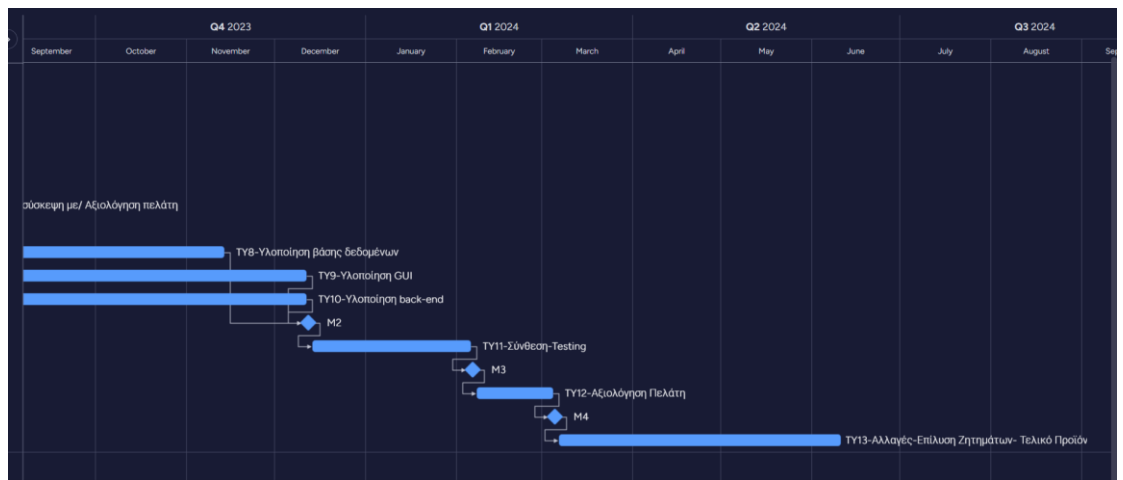 Q4 2023
Q1 2024
Q2 2024
Q3 2024
September
October
November
December
January
February
March
April
May
June
July
August
Sep
σύσκεψη με/ Αξιολόγηση πελάτη
TY8-Υλοποίηση βάσης δεδομένων
TY9-Υλοποίηση GUI
TY10-Υλοποίηση back-end
M2
TY11-Σύνθεση-Testing
M3
TY12-Αξιολόγηση Πελάτη
M4
TY13-Αλλαγές-Επίλυση Ζητημάτων- Τελικό Προϊόν